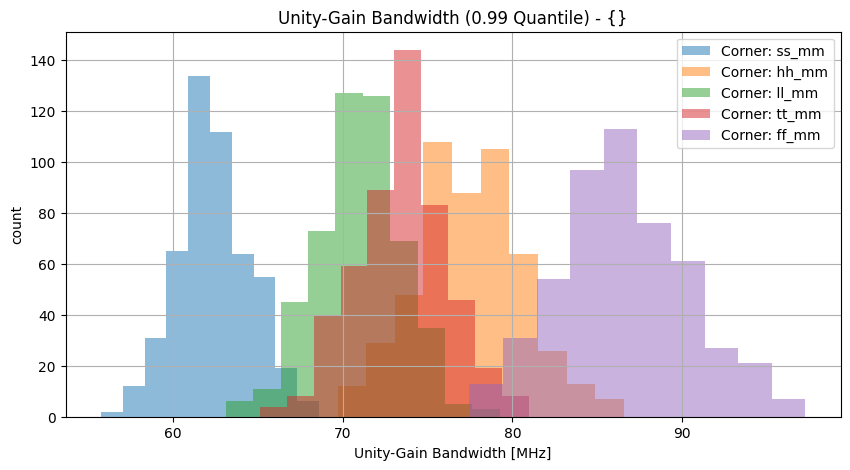 Unity-Gain Bandwidth (0.99 Quantile) - {}
Corner: ss_mm
Corner: hh_mm
Corner: ll_mm
Corner: tt_mm
Corner: ff_mm
140
120
100
80
60
40
20
0
count
60 70 80 90
Unity-Gain Bandwidth [MHz]